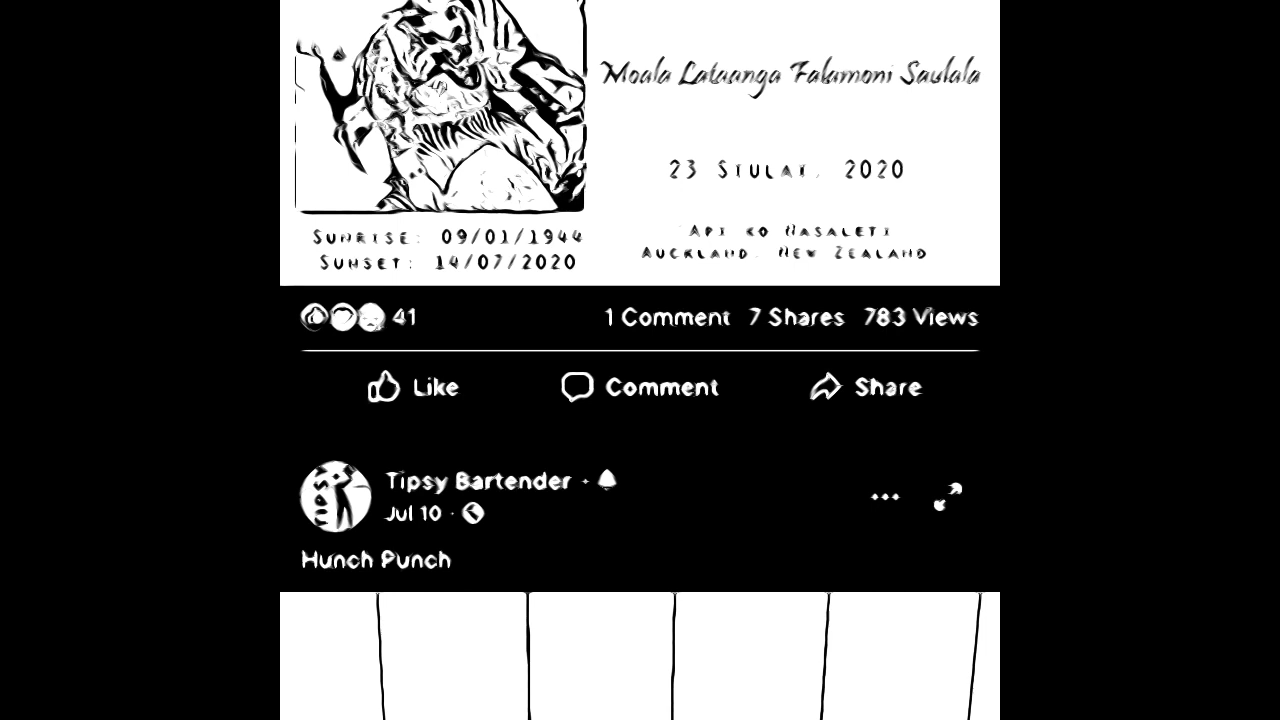 Moala Lataanga Falamoni Saulala
23 Siulai, 2020
Api ko Nasaleti
Auckland, New Zealand
Sunrise: 09/01/1944
Sunset: 14/07/2020
41
1 Comment 7 Shares 783 Views
Like Comment Share
Tipsy Bartender
Jul 10
Hunch Punch